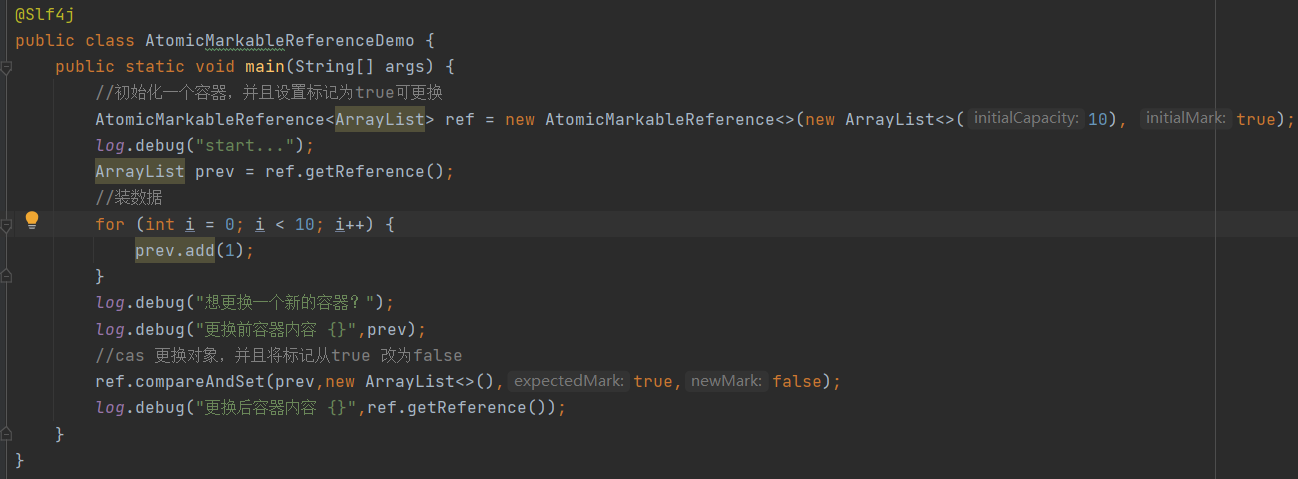 @Slf4j
public class AtomicMarkableReferenceDemo {
    public static void main(String[] args) {
        //初始化一个容器，并且设置标记为true可更换
        AtomicMarkableReference<ArrayList> ref = new AtomicMarkableReference<>(new ArrayList<>( initialCapacity: 10), initialMark: true);
        log.debug("start...");
        ArrayList prev = ref.getReference();
        //装数据
        for (int i = 0; i < 10; i++) {
            prev.add(1);
        }
        log.debug("想更换一个新的容器？");
        log.debug("更换前容器内容 {}",prev);
        //cas 更换对象，并且将标记从true 改为false
        ref.compareAndSet(prev,new ArrayList<>(), expectedMark: true, newMark: false);
        log.debug("更换后容器内容 {}",ref.getReference());
    }
}